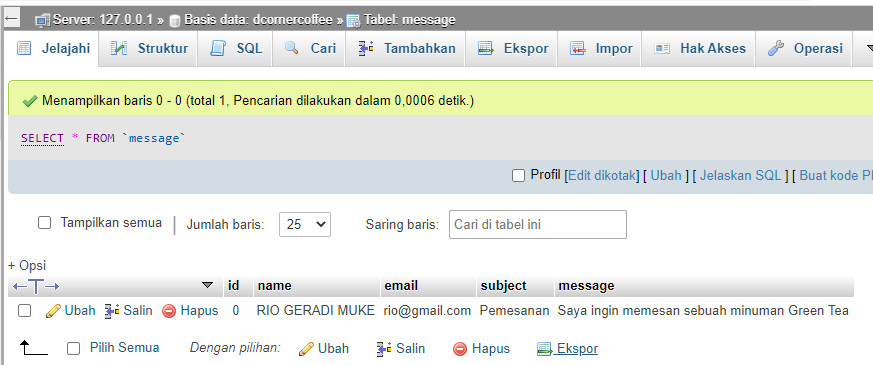 Server: 127.0.0.1 » Basis data: dcornercoffee » Tabel: message
Jelajahi Struktur SQL Cari Tambahkan Ekspor Impor Hak Akses Operasi
Menampilkan baris 0 - 0 (total 1, Pencarian dilakukan dalam 0,0006 detik.)
SELECT * FROM `message`
Profil [Edit dikotak] [ Ubah ] [ Jelaskan SQL ] [ Buat kode P
Tampilkan semua | Jumlah baris: 25 Saring baris: Cari di tabel ini
+ Opsi
←T→ id name email subject message
Ubah Salin Hapus 0 RIO GERADI MUKE rio@gmail.com Pemesanan Saya ingin memesan sebuah minuman Green Tea
Pilih Semua Dengan pilihan: Ubah Salin Hapus Ekspor